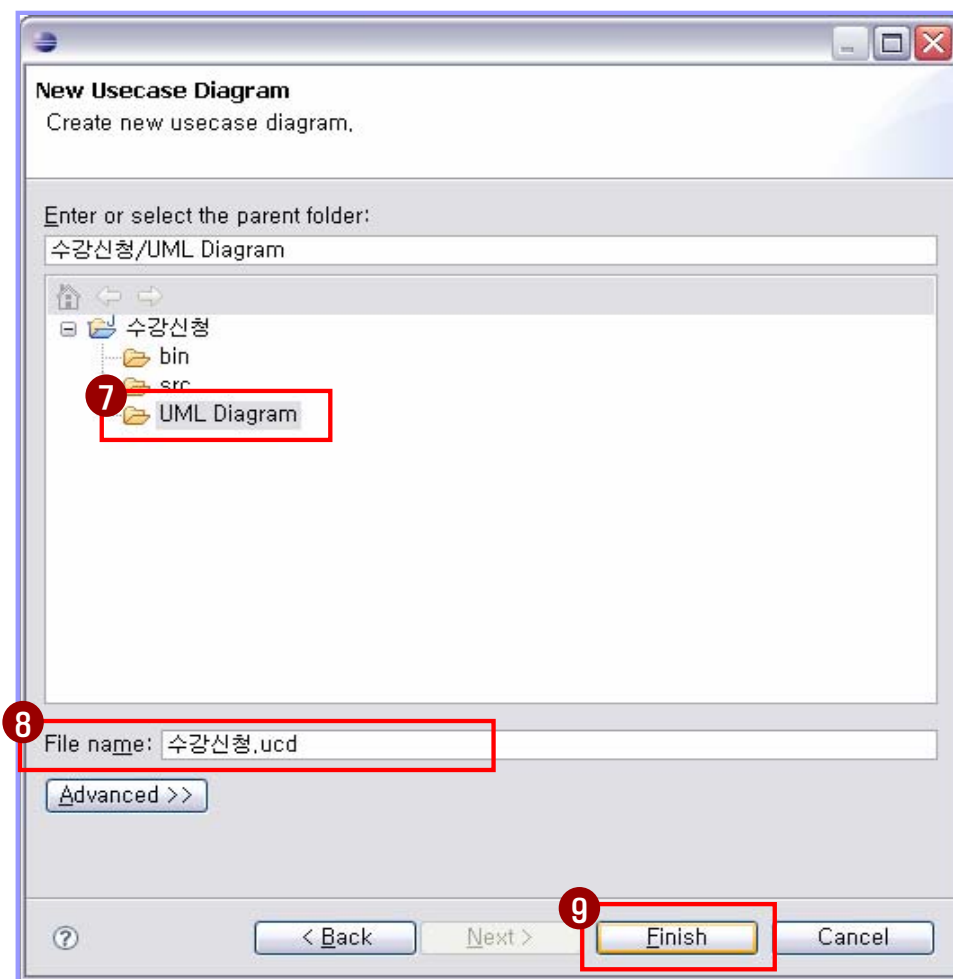 New Usecase Diagram
Create new usecase diagram.
Enter or select the parent folder:
수강신청/UML Diagram
수강신청
bin
src
7
UML Diagram
8
File name: 수강신청.ucd
Advanced >>
9
? < Back Next > Finish Cancel